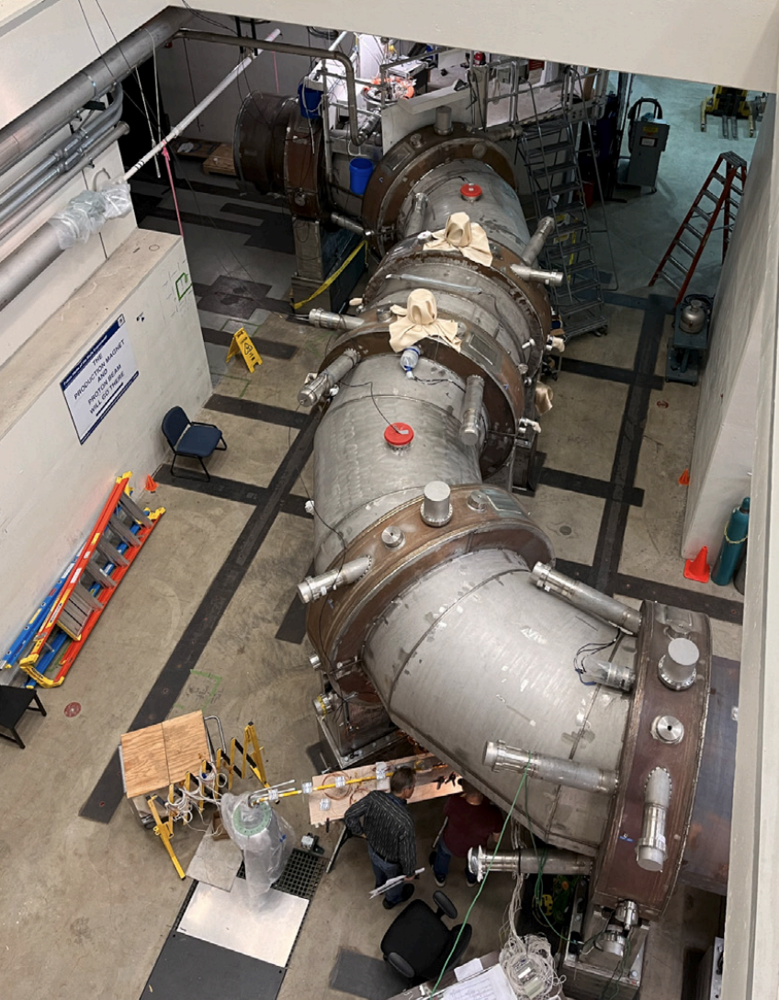 THE
PRODUCTION MAGNET
AND
PROTON BEAM
WILL GO THERE